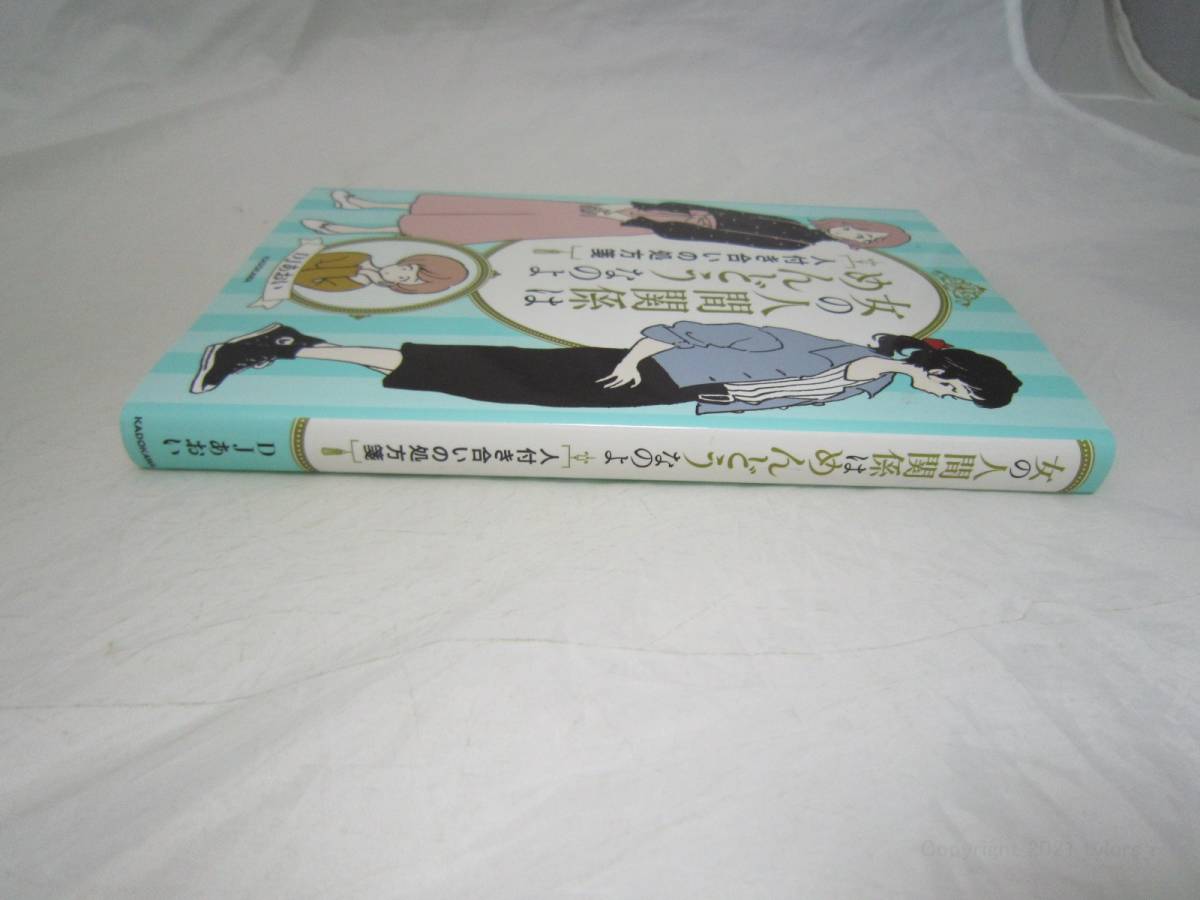 女の人間関係は
めんどうなのよ
人付き合いの処方箋
DJあおい
KADOKAWA
女の人間関係はめんどうなのよ
人付き合いの処方箋
DJあおい
KADOKAWA